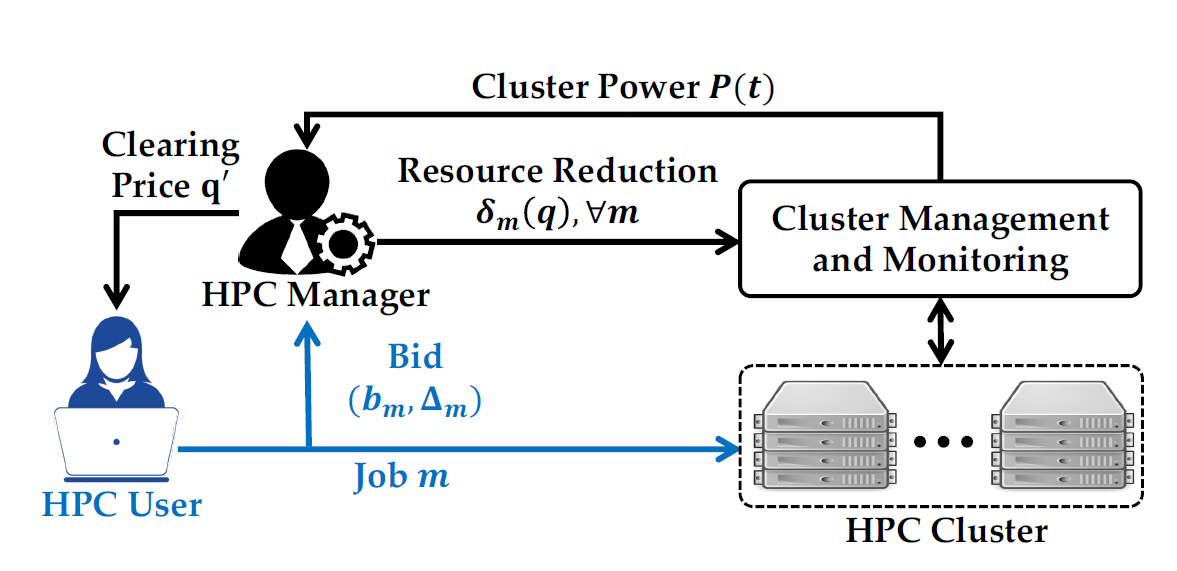 Cluster Power P(t)
Clearing
Price q′
Resource Reduction
δₘ(q), ∀m
Cluster Management
and Monitoring
HPC Manager
Bid
(bₘ, Δₘ)
Job m
HPC User
HPC Cluster